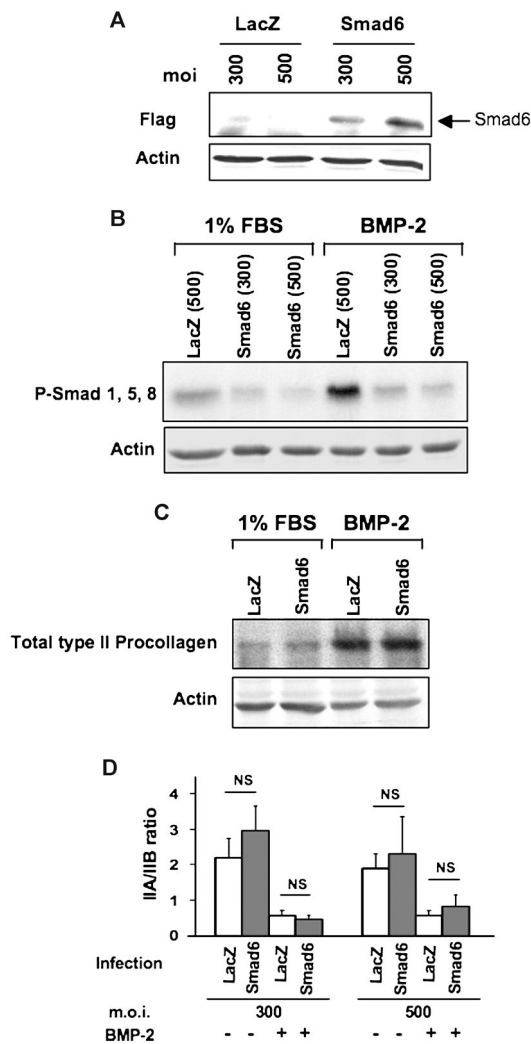 A
LacZ Smad6
moi 300 500 300 500
Flag Smad6
Actin
B
1% FBS BMP-2
LacZ (500) Smad6 (300) Smad6 (500) LacZ (500) Smad6 (300) Smad6 (500)
P-Smad 1, 5, 8
Actin
C
1% FBS BMP-2
LacZ Smad6 LacZ Smad6
Total type II Procollagen
Actin
D
IIA/IIB ratio
4
3
2
1
0
NS NS NS NS
Infection LacZ Smad6 LacZ Smad6 LacZ Smad6 LacZ Smad6
m.o.i. 300 500
BMP-2 - - + + - - + +